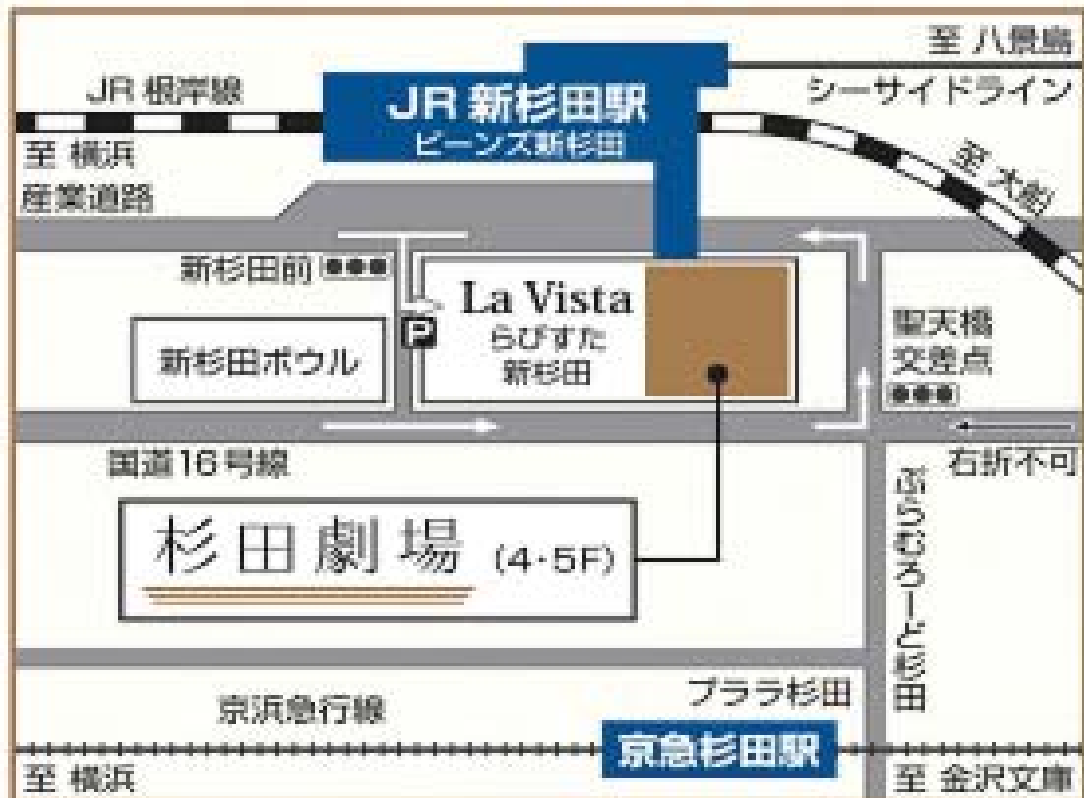 至 八景島
JR 根岸線
シーサイドライン
JR 新杉田駅
ビーンズ新杉田
至 横浜
至 大船
産業道路
新杉田前
La Vista
らびすた
新杉田
P
聖天橋
交差点
新杉田ボウル
国道16号線
右折不可
杉田劇場 (4・5F)
ぷらむろーど杉田
プララ杉田
京浜急行線
京急杉田駅
至 横浜
至 金沢文庫